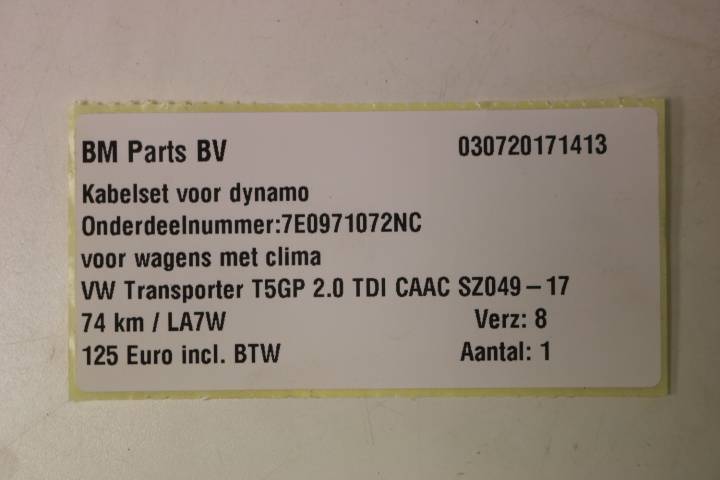 BM Parts BV 030720171413
Kabelset voor dynamo
Onderdeelnummer:7E0971072NC
voor wagens met clima
VW Transporter T5GP 2.0 TDI CAAC SZ049-17
74 km / LA7W Verz: 8
125 Euro incl. BTW Aantal: 1